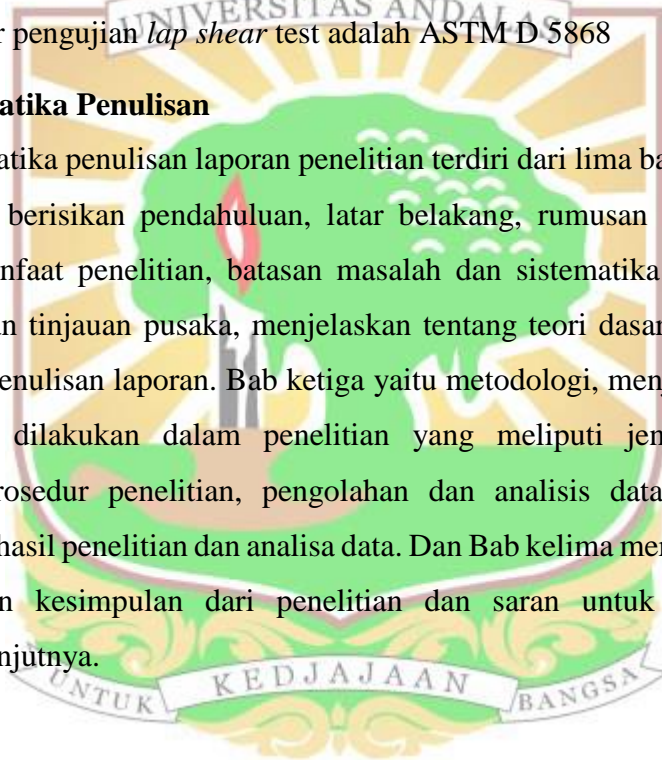 UNIVERSITAS ANDALAS
r pengujian lap shear test adalah ASTM D 5868
atika Penulisan
atika penulisan laporan penelitian terdiri dari lima ba
berisikan pendahuluan, latar belakang, rumusan
nfaat penelitian, batasan masalah dan sistematika
n tinjauan pusaka, menjelaskan tentang teori dasar
penulisan laporan. Bab ketiga yaitu metodologi, menj
dilakukan dalam penelitian yang meliputi jen
rosedur penelitian, pengolahan dan analisis data
hasil penelitian dan analisa data. Dan Bab kelima mer
n kesimpulan dari penelitian dan saran untuk
njutnya.
UNTUK KEDJAJAAN BANGSA